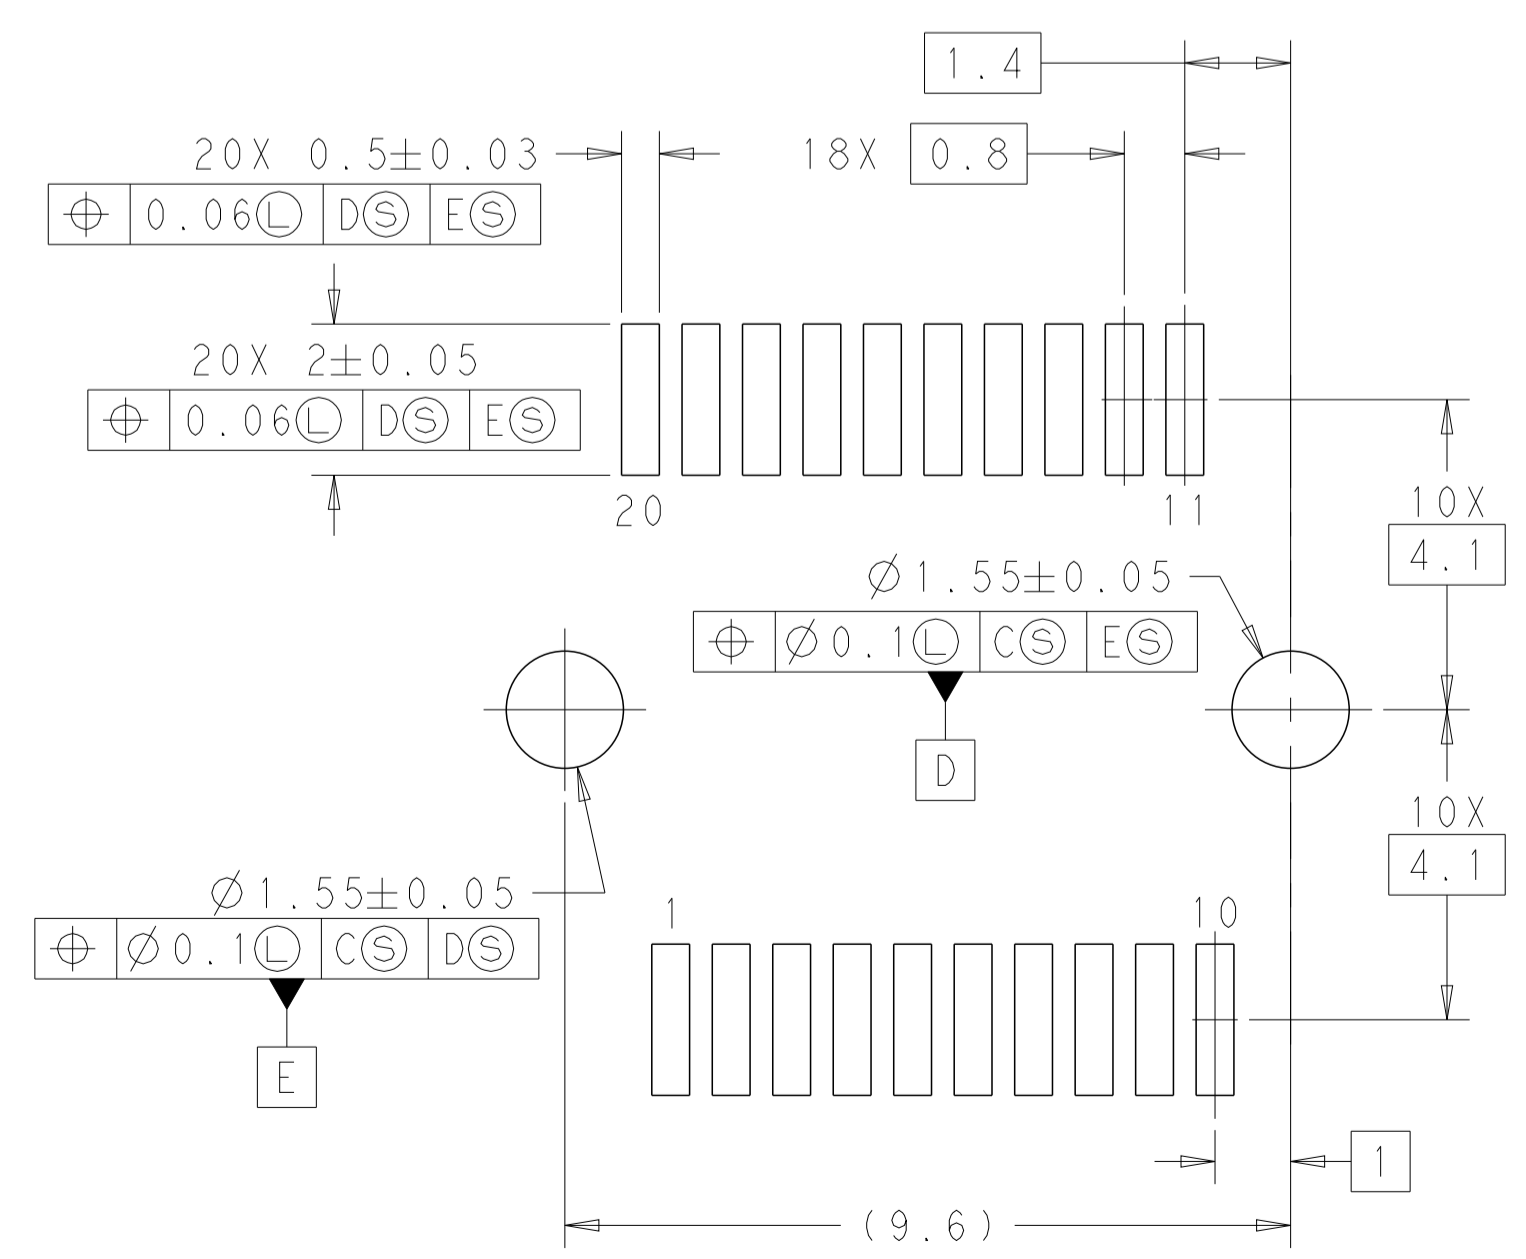 1.4
20X 0.5±0.03
18X 0.8
⌖ 0.06Ⓛ DⓈ EⓈ
20X 2±0.05
⌖ 0.06Ⓛ DⓈ EⓈ
20
11
10X
4.1
⌀1.55±0.05
⌖ ⌀0.1Ⓛ CⓈ EⓈ
D
10X
4.1
⌀1.55±0.05
⌖ ⌀0.1Ⓛ CⓈ DⓈ
E
1
10
1
(9.6)